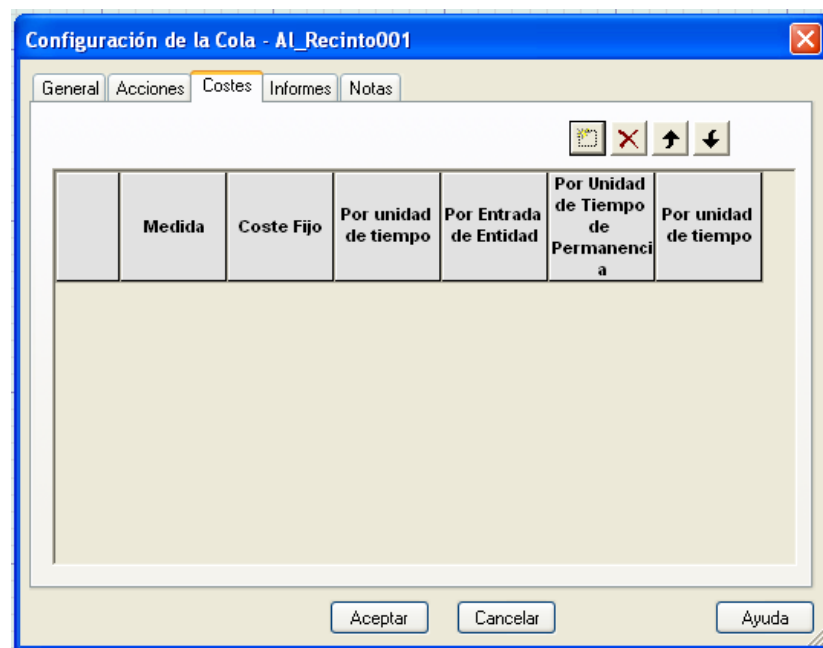 Configuración de la Cola - Al_Recinto001
General Acciones Costes Informes Notas
Medida
Coste Fijo
Por unidad
de tiempo
Por Entrada
de Entidad
Por Unidad
de Tiempo
de
Permanenci
a
Por unidad
de tiempo
Aceptar Cancelar Ayuda